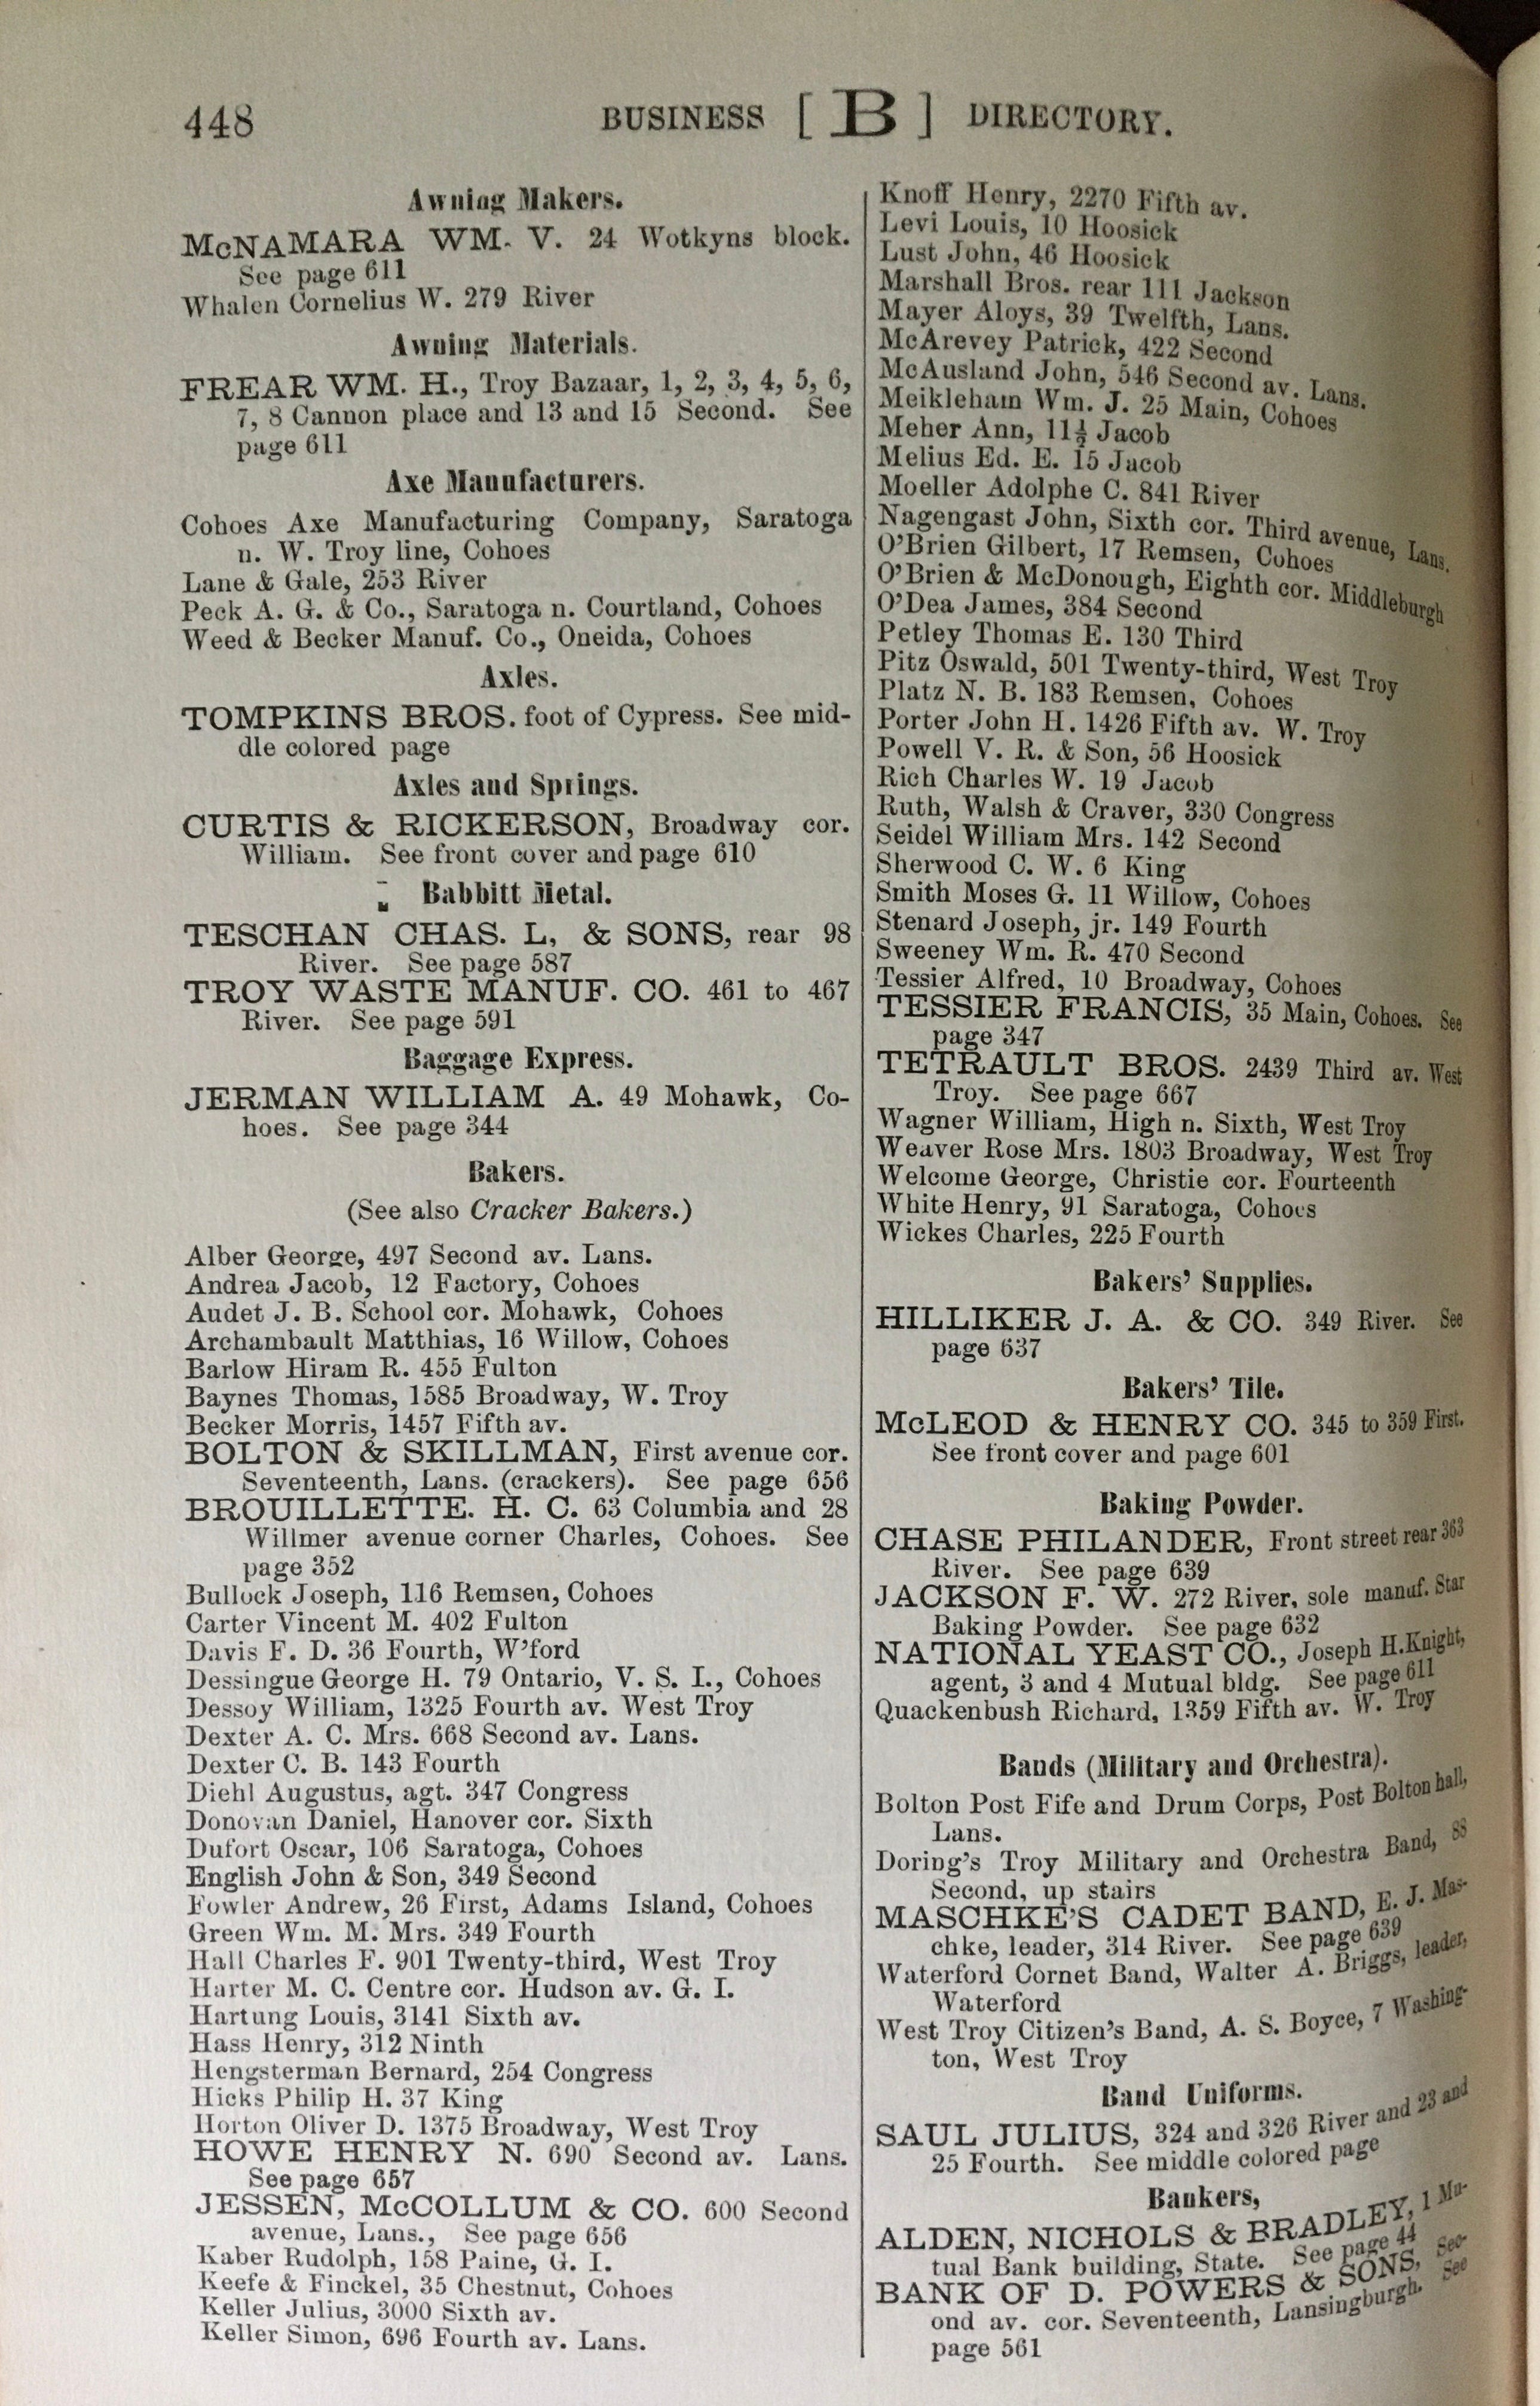 448
BUSINESS [ B ] DIRECTORY.
Awning Makers.
McNAMARA WM. V. 24 Wotkyns block.
See page 611
Whalen Cornelius W. 279 River
Awning Materials.
FREAR WM. H., Troy Bazaar, 1, 2, 3, 4, 5, 6,
7, 8 Cannon place and 13 and 15 Second. See
page 611
Axe Manufacturers.
Cohoes Axe Manufacturing Company, Saratoga
n. W. Troy line, Cohoes
Lane & Gale, 253 River
Peck A. G. & Co., Saratoga n. Courtland, Cohoes
Weed & Becker Manuf. Co., Oneida, Cohoes
Axles.
TOMPKINS BROS. foot of Cypress. See mid-
dle colored page
Axles and Springs.
CURTIS & RICKERSON, Broadway cor.
William. See front cover and page 610
Babbitt Metal.
TESCHAN CHAS. L, & SONS, rear 98
River. See page 587
TROY WASTE MANUF. CO. 461 to 467
River. See page 591
Baggage Express.
JERMAN WILLIAM A. 49 Mohawk, Co-
hoes. See page 344
Bakers.
(See also Cracker Bakers.)
Alber George, 497 Second av. Lans.
Andrea Jacob, 12 Factory, Cohoes
Audet J. B. School cor. Mohawk, Cohoes
Archambault Matthias, 16 Willow, Cohoes
Barlow Hiram R. 455 Fulton
Baynes Thomas, 1585 Broadway, W. Troy
Becker Morris, 1457 Fifth av.
BOLTON & SKILLMAN, First avenue cor.
Seventeenth, Lans. (crackers). See page 656
BROUILLETTE. H. C. 63 Columbia and 28
Willmer avenue corner Charles, Cohoes. See
page 352
Bullock Joseph, 116 Remsen, Cohoes
Carter Vincent M. 402 Fulton
Davis F. D. 36 Fourth, W'ford
Dessingue George H. 79 Ontario, V. S. I., Cohoes
Dessoy William, 1325 Fourth av. West Troy
Dexter A. C. Mrs. 668 Second av. Lans.
Dexter C. B. 143 Fourth
Diehl Augustus, agt. 347 Congress
Donovan Daniel, Hanover cor. Sixth
Dufort Oscar, 106 Saratoga, Cohoes
English John & Son, 349 Second
Fowler Andrew, 26 First, Adams Island, Cohoes
Green Wm. M. Mrs. 349 Fourth
Hall Charles F. 901 Twenty-third, West Troy
Harter M. C. Centre cor. Hudson av. G. I.
Hartung Louis, 3141 Sixth av.
Hass Henry, 312 Ninth
Hengsterman Bernard, 254 Congress
Hicks Philip H. 37 King
Horton Oliver D. 1375 Broadway, West Troy
HOWE HENRY N. 690 Second av. Lans.
See page 657
JESSEN, McCOLLUM & CO. 600 Second
avenue, Lans., See page 656
Kaber Rudolph, 158 Paine, G. I.
Keefe & Finckel, 35 Chestnut, Cohoes
Keller Julius, 3000 Sixth av.
Keller Simon, 696 Fourth av. Lans.
Knoff Henry, 2270 Fifth av.
Levi Louis, 10 Hoosick
Lust John, 46 Hoosick
Marshall Bros. rear 111 Jackson
Mayer Aloys, 39 Twelfth, Lans.
McArevey Patrick, 422 Second
McAusland John, 546 Second av. Lans.
Meikleham Wm. J. 25 Main, Cohoes
Meher Ann, 11½ Jacob
Melius Ed. E. 15 Jacob
Moeller Adolphe C. 841 River
Nagengast John, Sixth cor. Third avenue, Lans.
O'Brien Gilbert, 17 Remsen, Cohoes
O'Brien & McDonough, Eighth cor. Middleburgh
O'Dea James, 384 Second
Petley Thomas E. 130 Third
Pitz Oswald, 501 Twenty-third, West Troy
Platz N. B. 183 Remsen, Cohoes
Porter John H. 1426 Fifth av. W. Troy
Powell V. R. & Son, 56 Hoosick
Rich Charles W. 19 Jacob
Ruth, Walsh & Craver, 330 Congress
Seidel William Mrs. 142 Second
Sherwood C. W. 6 King
Smith Moses G. 11 Willow, Cohoes
Stenard Joseph, jr. 149 Fourth
Sweeney Wm. R. 470 Second
Tessier Alfred, 10 Broadway, Cohoes
TESSIER FRANCIS, 35 Main, Cohoes. See
page 347
TETRAULT BROS. 2439 Third av. West
Troy. See page 667
Wagner William, High n. Sixth, West Troy
Weaver Rose Mrs. 1803 Broadway, West Troy
Welcome George, Christie cor. Fourteenth
White Henry, 91 Saratoga, Cohoes
Wickes Charles, 225 Fourth
Bakers' Supplies.
HILLIKER J. A. & CO. 349 River. See
page 637
Bakers' Tile.
McLEOD & HENRY CO. 345 to 359 First.
See front cover and page 601
Baking Powder.
CHASE PHILANDER, Front street rear 363
River. See page 639
JACKSON F. W. 272 River, sole manuf. Star
Baking Powder. See page 632
NATIONAL YEAST CO., Joseph H. Knight,
agent, 3 and 4 Mutual bldg. See page 611
Quackenbush Richard, 1359 Fifth av. W. Troy
Bands (Military and Orchestra).
Bolton Post Fife and Drum Corps, Post Bolton hall,
Lans.
Doring's Troy Military and Orchestra Band, 88
Second, up stairs
MASCHKE'S CADET BAND, E. J. Mas-
chke, leader, 314 River. See page 639
Waterford Cornet Band, Walter A. Briggs, leader,
Waterford
West Troy Citizen's Band, A. S. Boyce, 7 Washing-
ton, West Troy
Band Uniforms.
SAUL JULIUS, 324 and 326 River and 23 and
25 Fourth. See middle colored page
Bankers,
ALDEN, NICHOLS & BRADLEY, 1 Mu-
tual Bank building, State. See page 44
BANK OF D. POWERS & SONS, Sec-
ond av. cor. Seventeenth, Lansingburgh. See
page 561